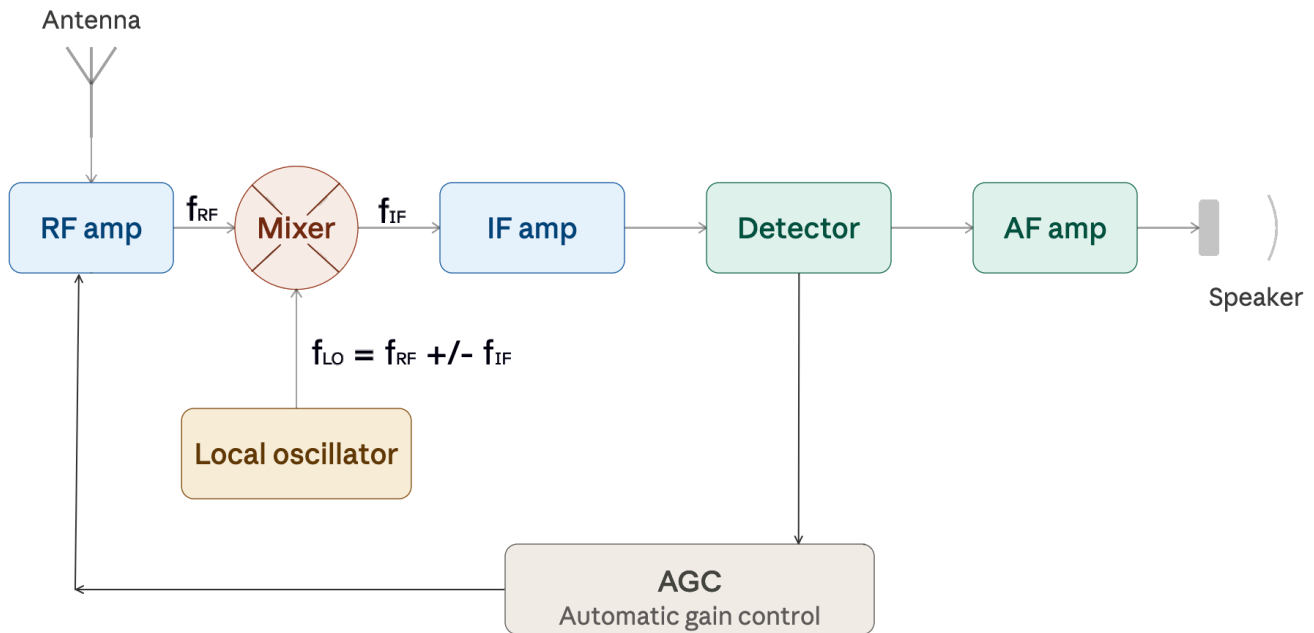 Antenna
RF amp
fRF
Mixer
fIF
IF amp
Detector
AF amp
Speaker
fLO = fRF +/- fIF
Local oscillator
AGC
Automatic gain control